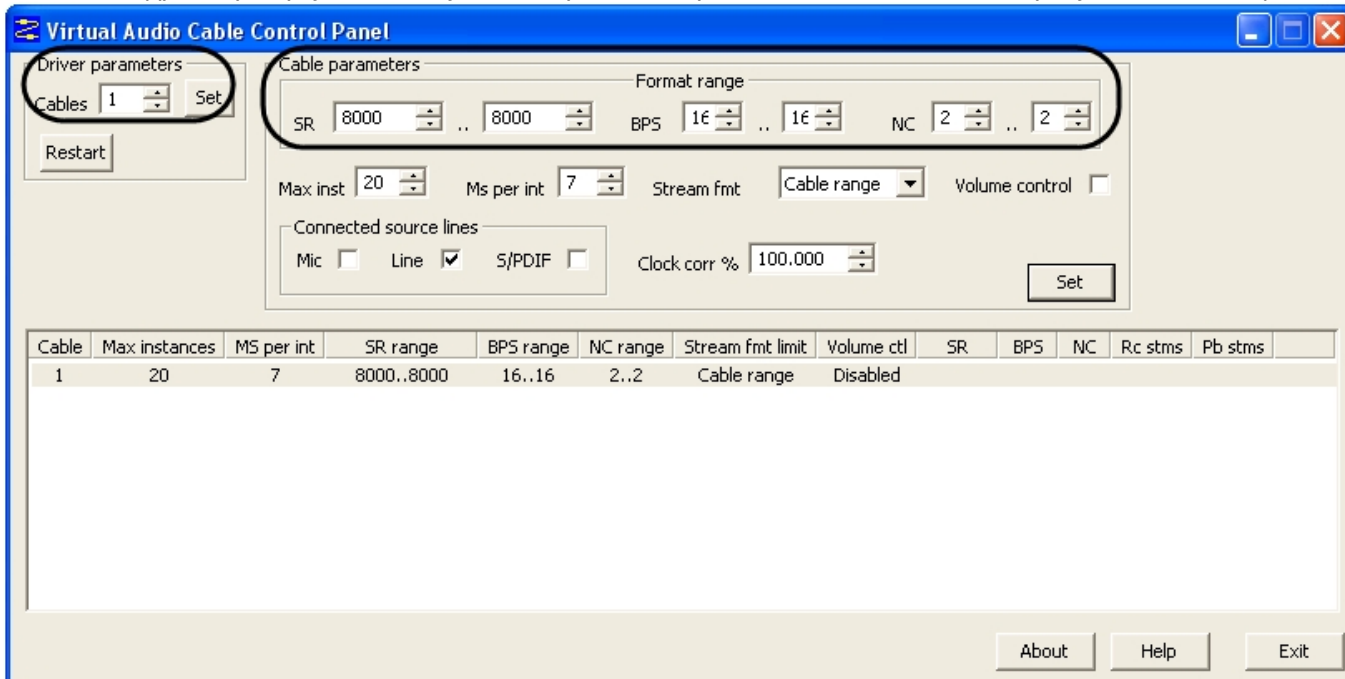 Virtual Audio Cable Control Panel
Driver parameters
Cables 1 Set
Restart
Cable parameters
Format range
SR 8000 .. 8000 BPS 16 .. 16 NC 2 .. 2
Max inst 20 Ms per int 7 Stream fmt Cable range Volume control
Connected source lines
Mic Line S/PDIF Clock corr % 100.000
Set
Cable Max instances MS per int SR range BPS range NC range Stream fmt limit Volume ctl SR BPS NC Rc stms Pb stms
1 20 7 8000..8000 16..16 2..2 Cable range Disabled
About Help Exit